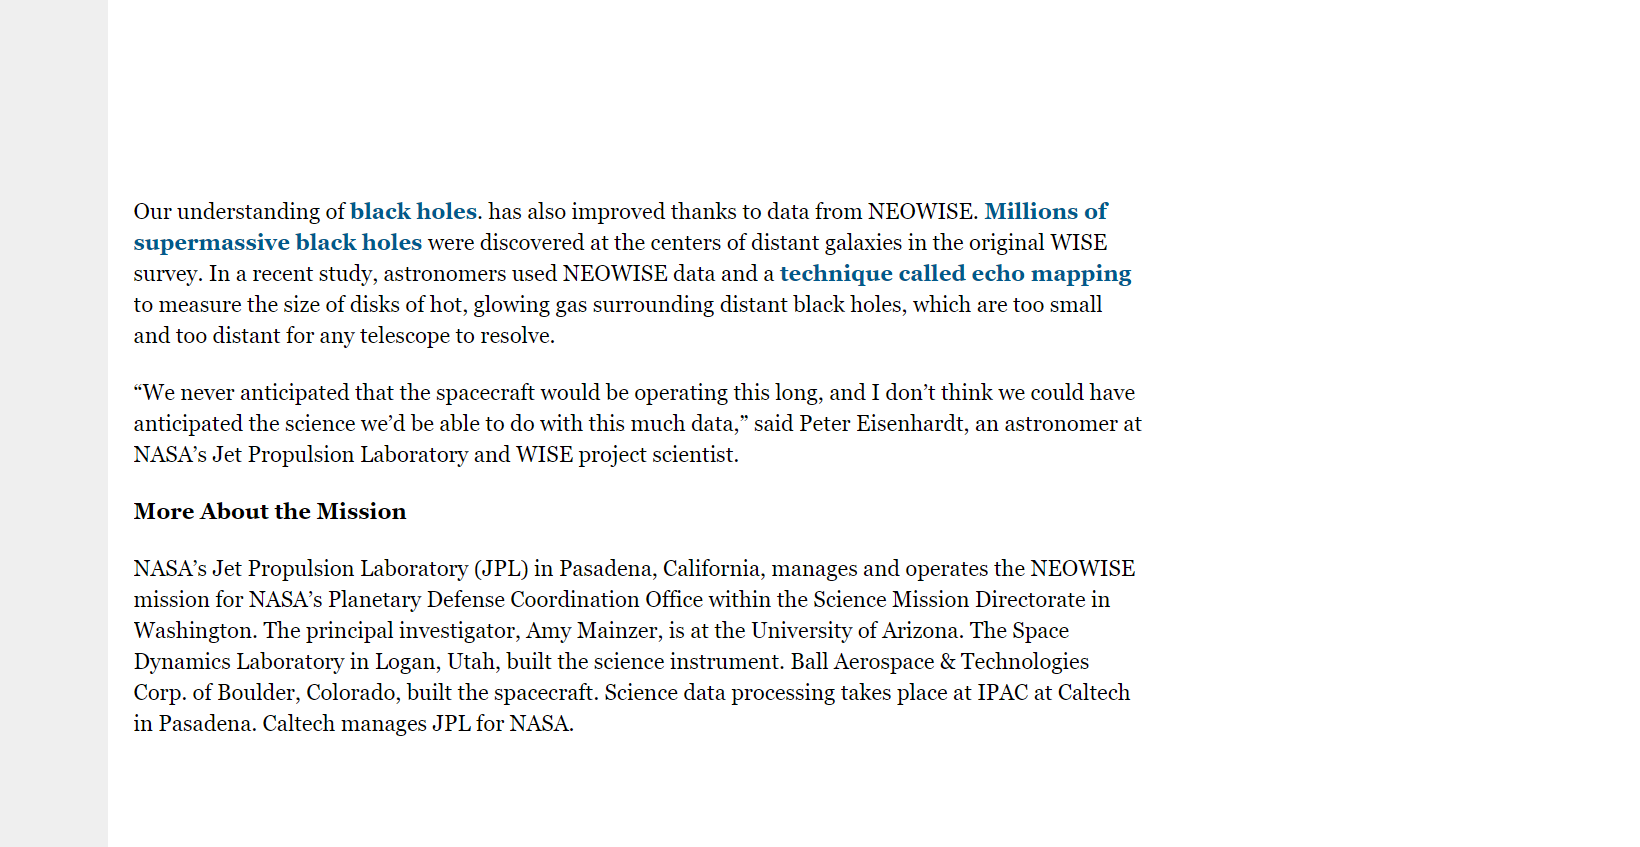 Our understanding of black holes. has also improved thanks to data from NEOWISE. Millions of
supermassive black holes were discovered at the centers of distant galaxies in the original WISE
survey. In a recent study, astronomers used NEOWISE data and a technique called echo mapping
to measure the size of disks of hot, glowing gas surrounding distant black holes, which are too small
and too distant for any telescope to resolve.
“We never anticipated that the spacecraft would be operating this long, and I don’t think we could have
anticipated the science we’d be able to do with this much data,” said Peter Eisenhardt, an astronomer at
NASA’s Jet Propulsion Laboratory and WISE project scientist.
More About the Mission
NASA’s Jet Propulsion Laboratory (JPL) in Pasadena, California, manages and operates the NEOWISE
mission for NASA’s Planetary Defense Coordination Office within the Science Mission Directorate in
Washington. The principal investigator, Amy Mainzer, is at the University of Arizona. The Space
Dynamics Laboratory in Logan, Utah, built the science instrument. Ball Aerospace & Technologies
Corp. of Boulder, Colorado, built the spacecraft. Science data processing takes place at IPAC at Caltech
in Pasadena. Caltech manages JPL for NASA.